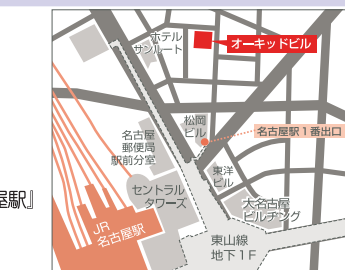 ホテル
サンルート
オーキッドビル
松岡
ビル
名古屋駅1番出口
名古屋
郵便局
駅前分室
東洋
ビル
セントラル
タワーズ
大名古屋
ビルヂング
屋駅』
JR
名古屋駅
東山線
地下1F